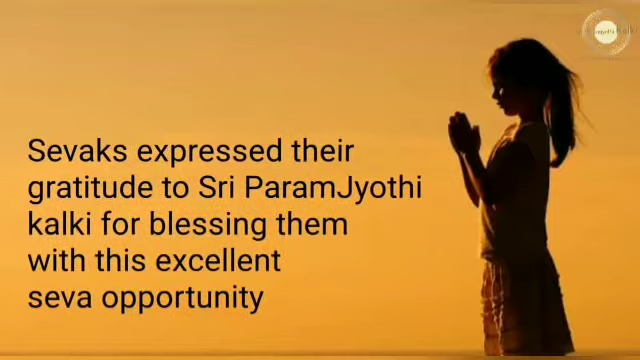 Sevaks expressed their
gratitude to Sri ParamJyothi
kalki for blessing them
with this excellent
seva opportunity